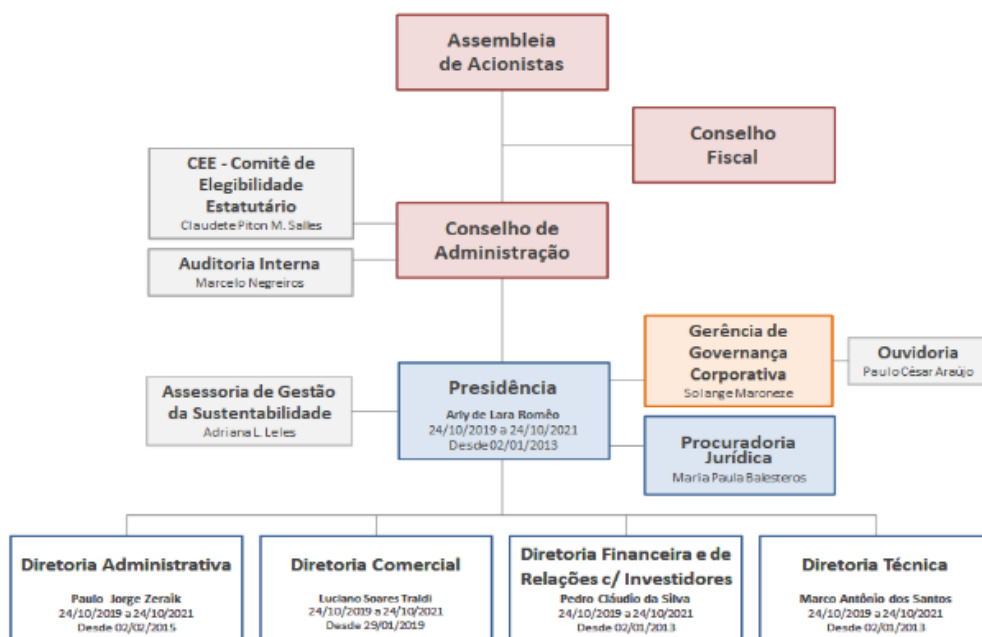 Assembleia
de Acionistas
Conselho
Fiscal
CEE - Comitê de
Elegibilidade
Estatutário
Claudete Piton M. Salles
Conselho de
Administração
Auditoria Interna
Marcelo Negreiros
Gerência de
Governança
Corporativa
Solange Maroneze
Ouvidoria
Paulo César Araújo
Presidência
Arly de Lara Romêo
24/10/2019 a 24/10/2021
Desde 02/01/2013
Assessoria de Gestão
da Sustentabilidade
Adriana L. Leles
Procuradoria
Jurídica
Maria Paula Balesteros
Diretoria Administrativa
Paulo Jorge Zeraik
24/10/2019 a 24/10/2021
Desde 02/02/2015
Diretoria Comercial
Luciano Soares Traldi
24/10/2019 a 24/10/2021
Desde 29/01/2019
Diretoria Financeira e de
Relações c/ Investidores
Pedro Cláudio da Silva
24/10/2019 a 24/10/2021
Desde 02/01/2013
Diretoria Técnica
Marco Antônio dos Santos
24/10/2019 a 24/10/2021
Desde 02/01/2013